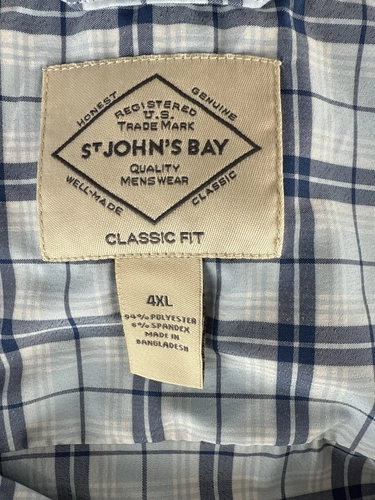 HONEST
GENUINE
REGISTERED
U.S.
TRADE MARK
ST JOHN'S BAY
QUALITY
MENSWEAR
WELL-MADE
CLASSIC
CLASSIC FIT
4XL
94% POLYESTER
6% SPANDEX
MADE IN
BANGLADESH